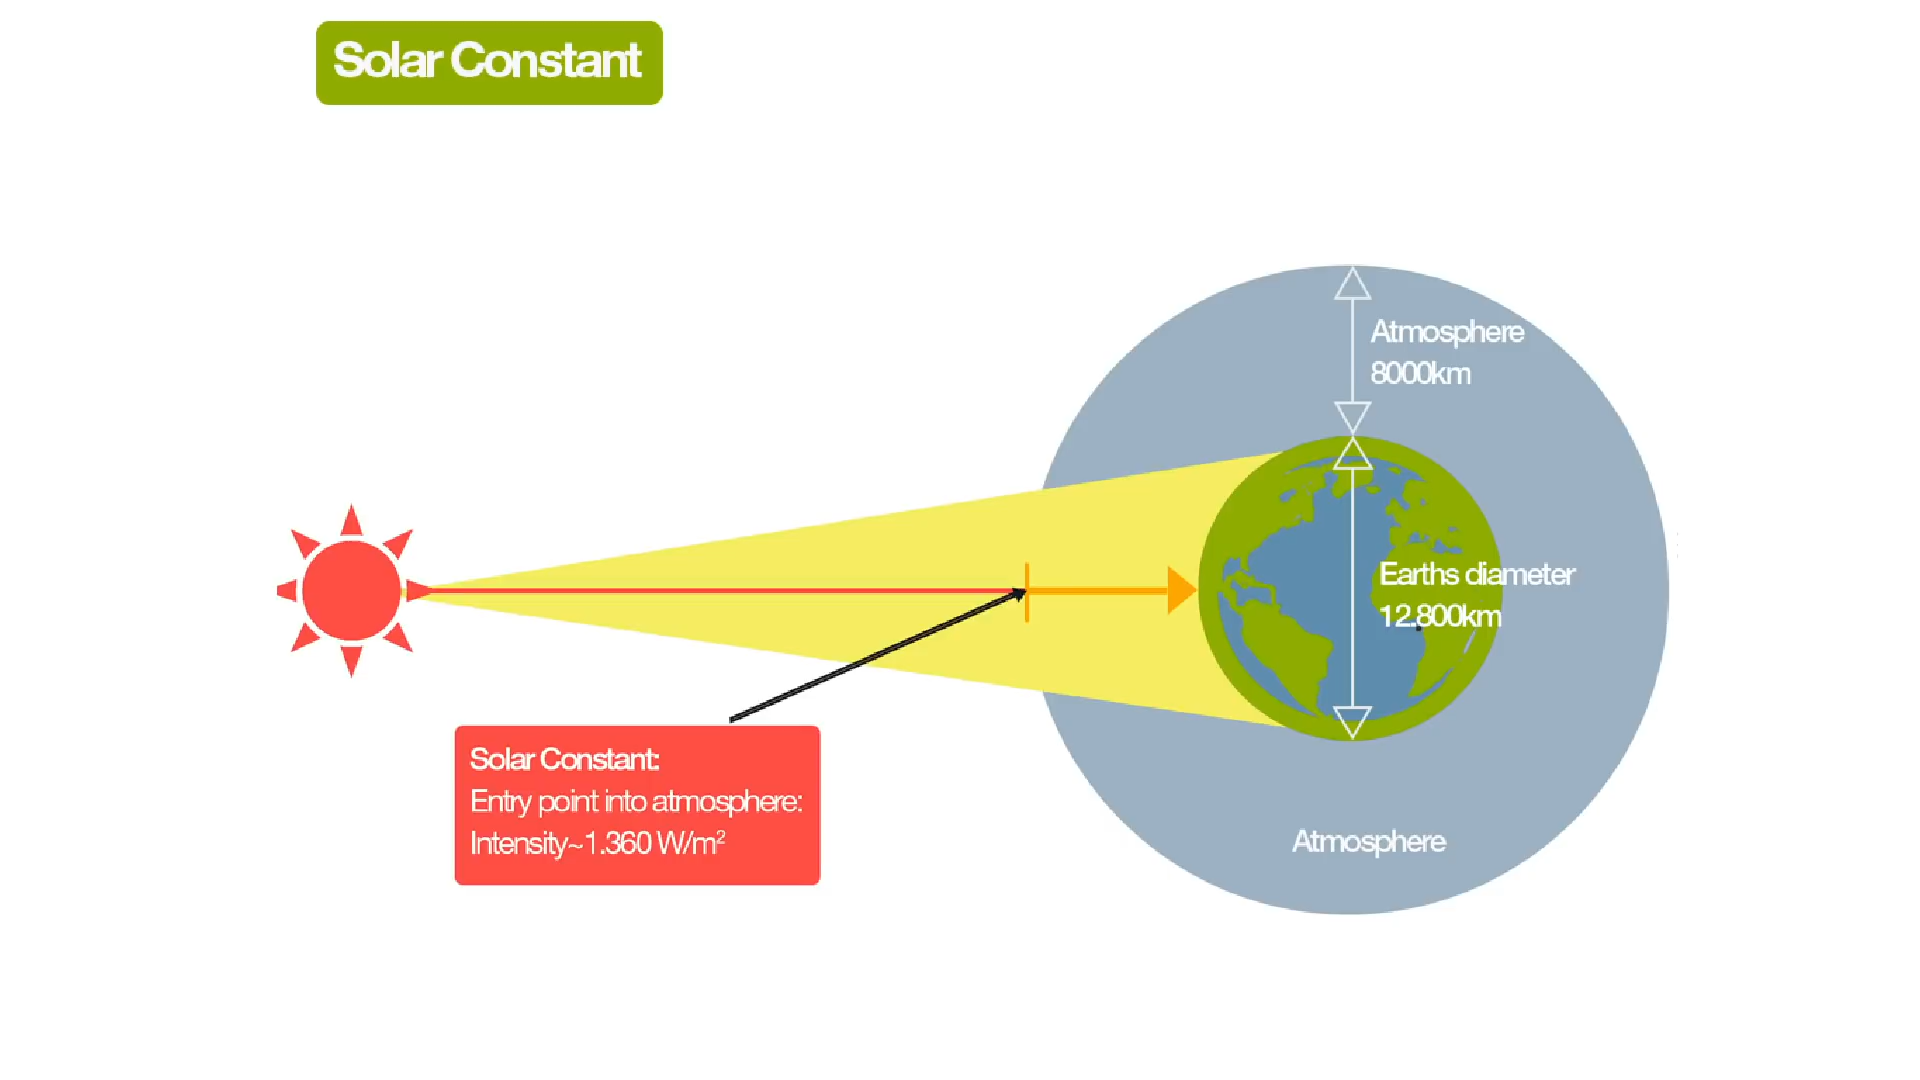 Solar Constant
Atmosphere
8000km
Earths diameter
12.800km
Solar Constant:
Entry point into atmosphere:
Intensity~1.360 W/m²
Atmosphere